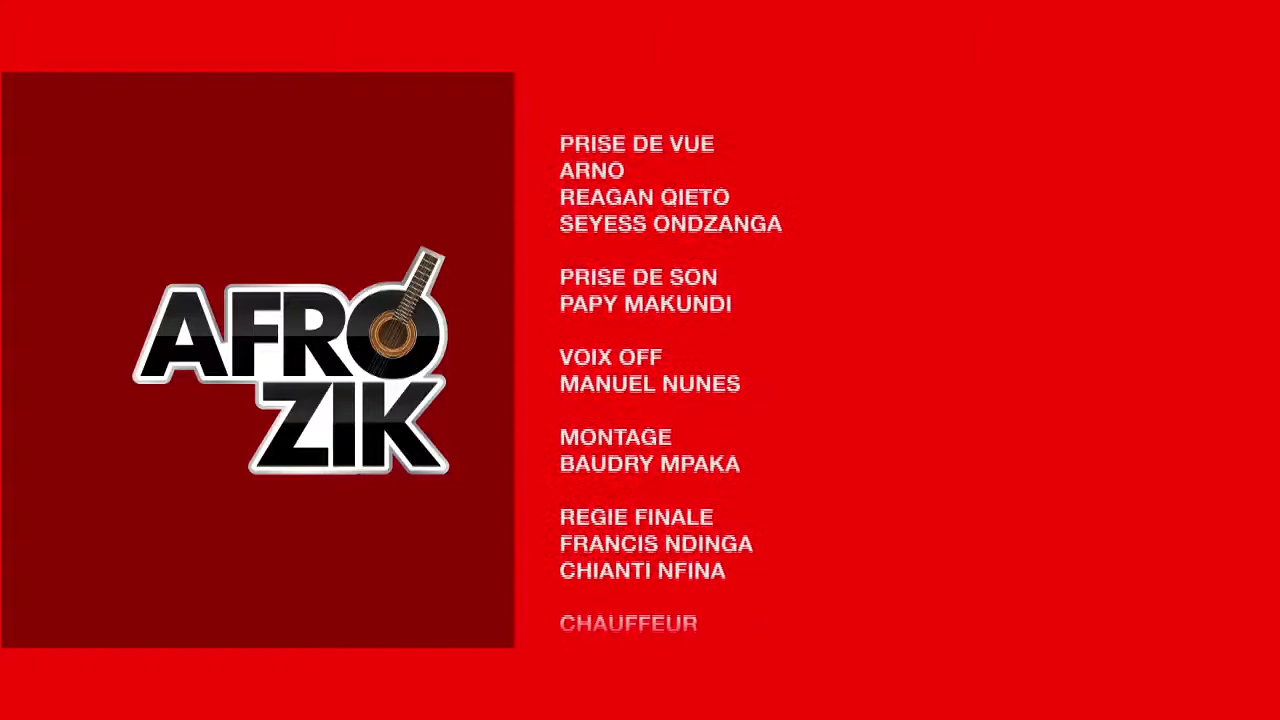 AFRO
ZIK
PRISE DE VUE
ARNO
REAGAN QIETO
SEYESS ONDZANGA
PRISE DE SON
PAPY MAKUNDI
VOIX OFF
MANUEL NUNES
MONTAGE
BAUDRY MPAKA
REGIE FINALE
FRANCIS NDINGA
CHIANTI NFINA
CHAUFFEUR